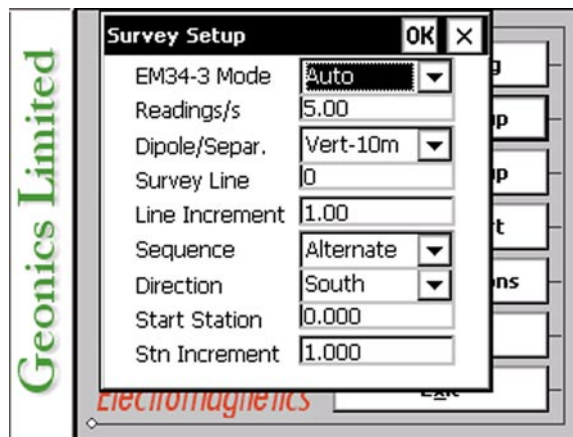 Geonics Limited
Survey Setup OK ×
EM34-3 Mode Auto
Readings/s 5.00
Dipole/Separ. Vert-10m
Survey Line 0
Line Increment 1.00
Sequence Alternate
Direction South
Start Station 0.000
Stn Increment 1.000